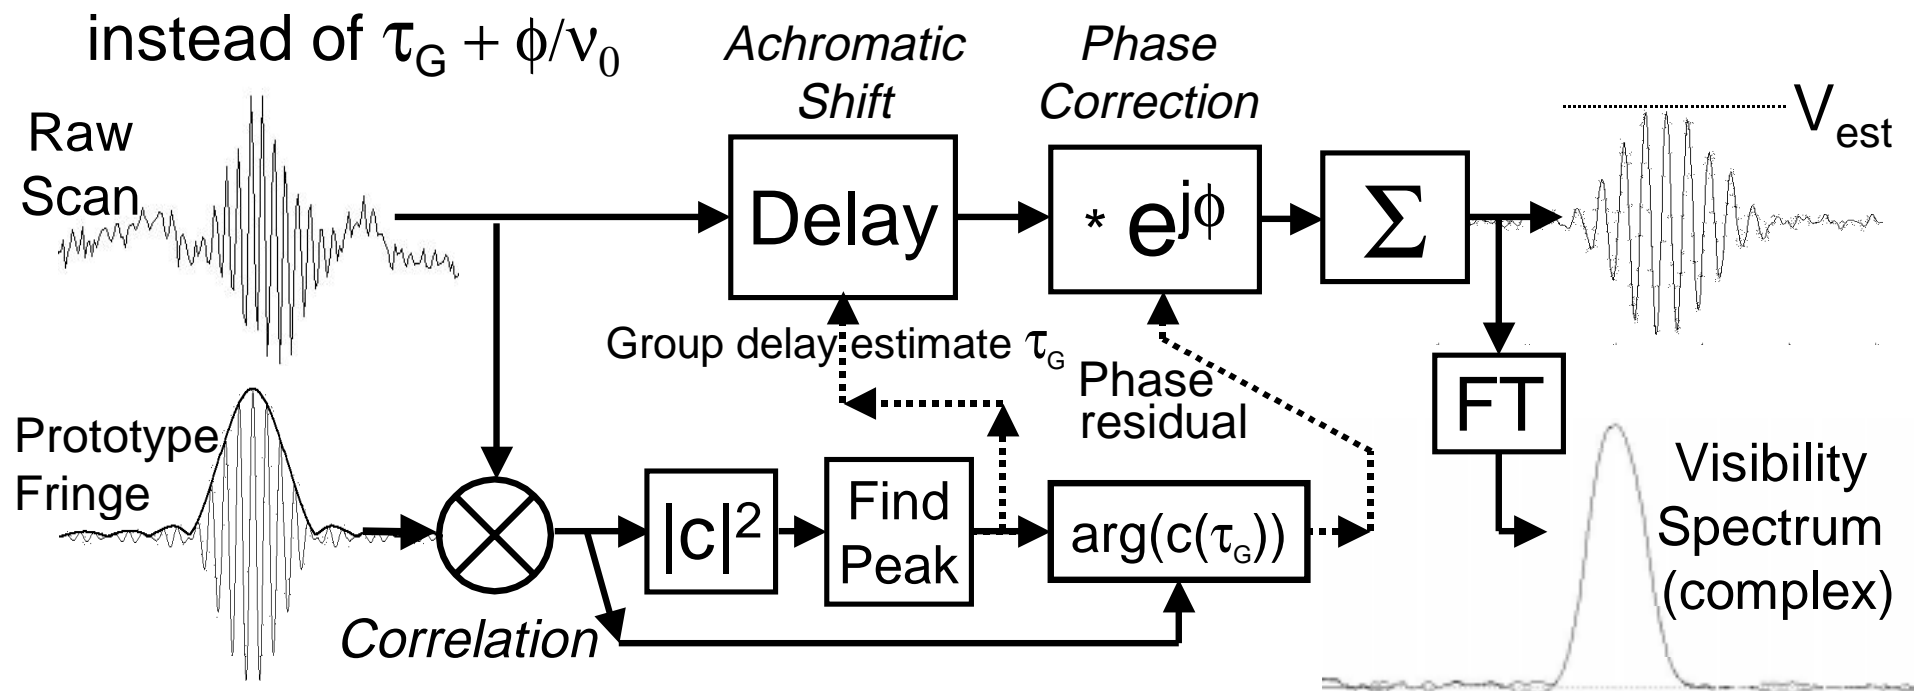 instead of τG + ϕ/ν0
Achromatic
Shift
Phase
Correction
Raw
Scan
Delay
* ejϕ
Σ
Vest
Group delay estimate τG
Phase
residual
FT
Prototype
Fringe
|c|2
Find
Peak
arg(c(τG))
Visibility
Spectrum
(complex)
Correlation